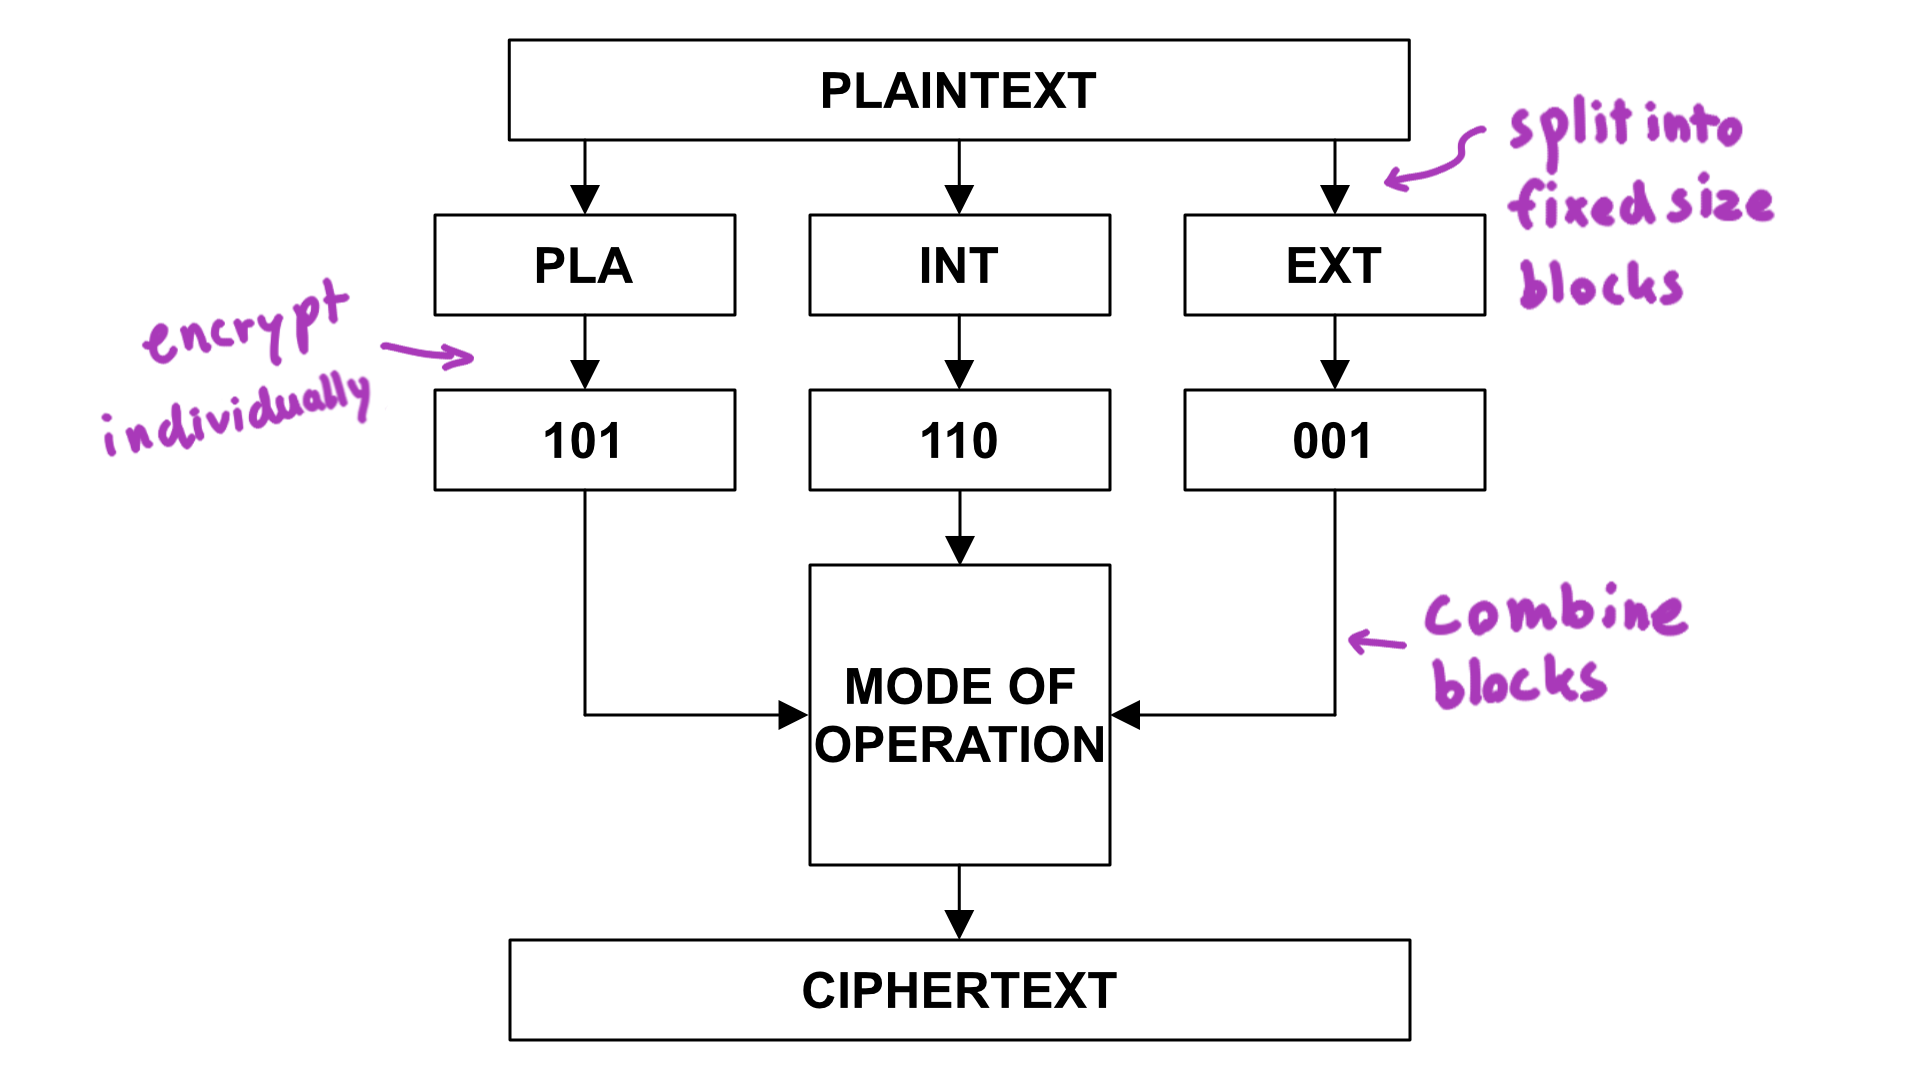 PLAINTEXT
split into
fixed size
blocks
PLA
INT
EXT
encrypt
individually
101
110
001
MODE OF
OPERATION
Combine
blocks
CIPHERTEXT